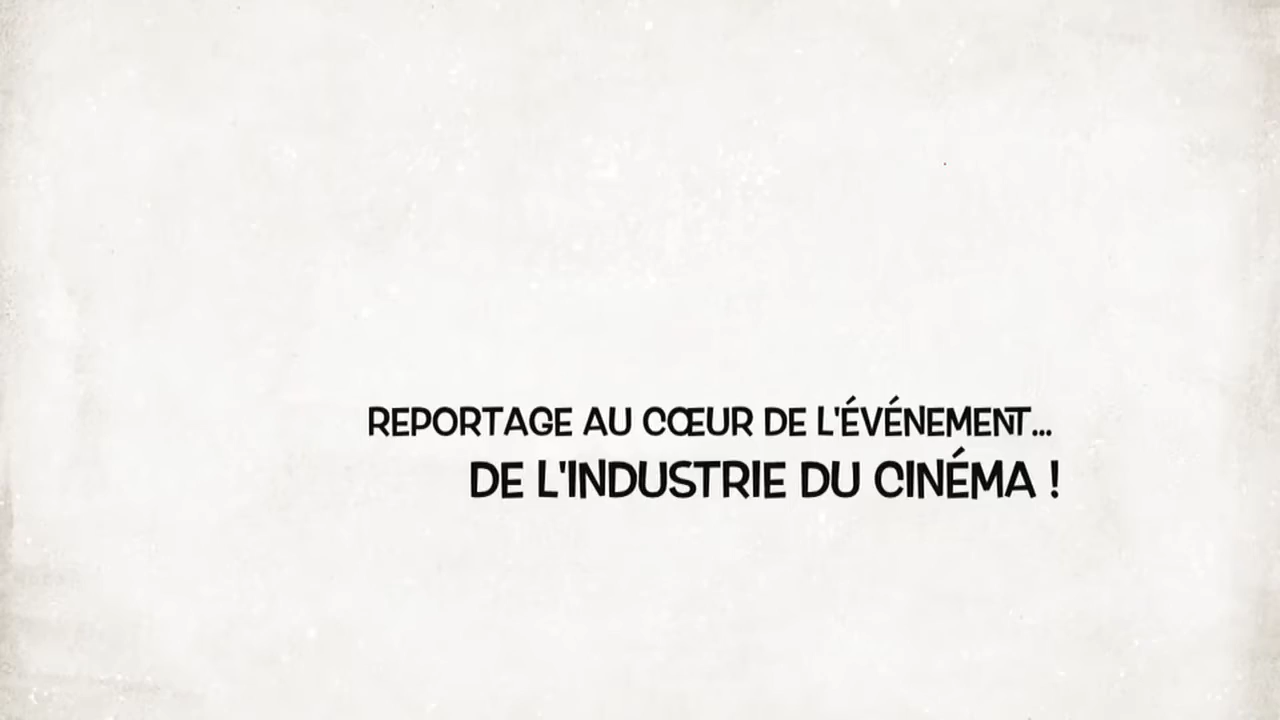 REPORTAGE AU CŒUR DE L'ÉVÉNEMENT...
DE L'INDUSTRIE DU CINÉMA !